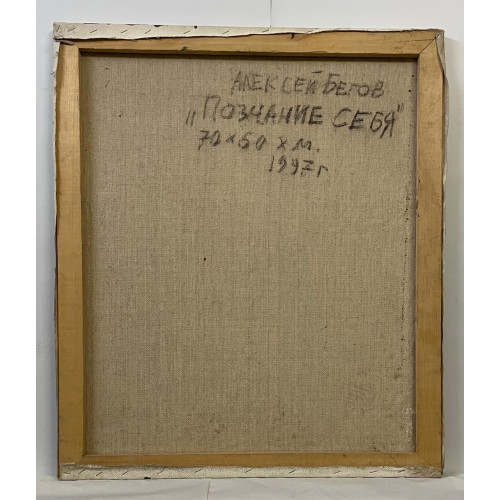 АЛЕКСЕЙ БЕГОВ
„ПОЗНАНИЕ СЕБЯ"
70×60 х м.
1997г